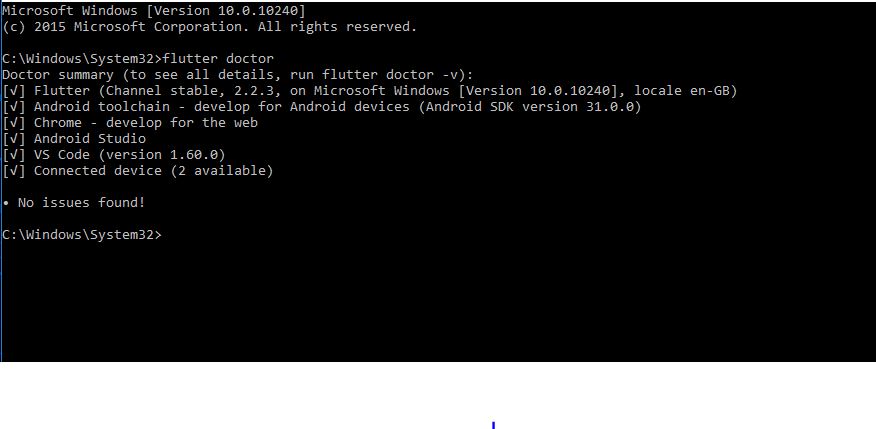 Microsoft Windows [Version 10.0.10240]
(c) 2015 Microsoft Corporation. All rights reserved.
C:\Windows\System32>flutter doctor
Doctor summary (to see all details, run flutter doctor -v):
[√] Flutter (Channel stable, 2.2.3, on Microsoft Windows [Version 10.0.10240], locale en-GB)
[√] Android toolchain - develop for Android devices (Android SDK version 31.0.0)
[√] Chrome - develop for the web
[√] Android Studio
[√] VS Code (version 1.60.0)
[√] Connected device (2 available)
• No issues found!
C:\Windows\System32>